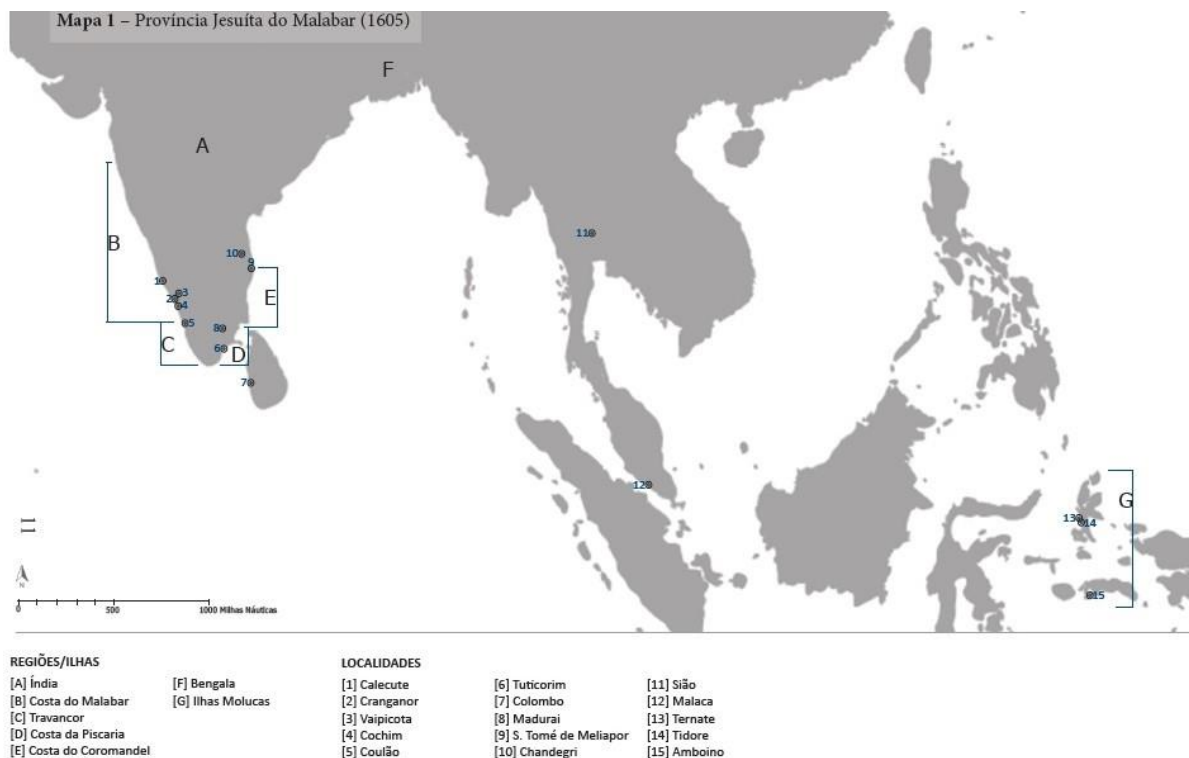 Mapa 1 – Província Jesuíta do Malabar (1605)
F
A
B
11
10
9
1
3
2
4
E
5
8
C
6
D
7
12
G
13
14
15
11
N
0 500 1000 Milhas Náuticas
REGIÕES/ILHAS
[A] Índia
[B] Costa do Malabar
[C] Travancor
[D] Costa da Piscaria
[E] Costa do Coromandel
[F] Bengala
[G] Ilhas Molucas
LOCALIDADES
[1] Calecute
[2] Cranganor
[3] Vaipicota
[4] Cochim
[5] Coulão
[6] Tuticorim
[7] Colombo
[8] Madurai
[9] S. Tomé de Meliapor
[10] Chandegri
[11] Sião
[12] Malaca
[13] Ternate
[14] Tidore
[15] Amboino